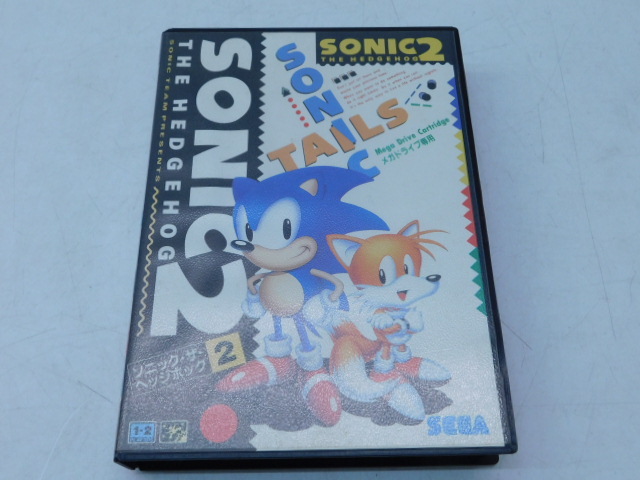 SONIC 2
THE HEDGEHOG
SONIC TEAM PRESENTS
SONIC 2
THE HEDGEHOG
SONIC
TAILS
Mega Drive Cartridge
メガドライブ専用
ソニック・ザ・
ヘッジホッグ
2
1-2
SEGA